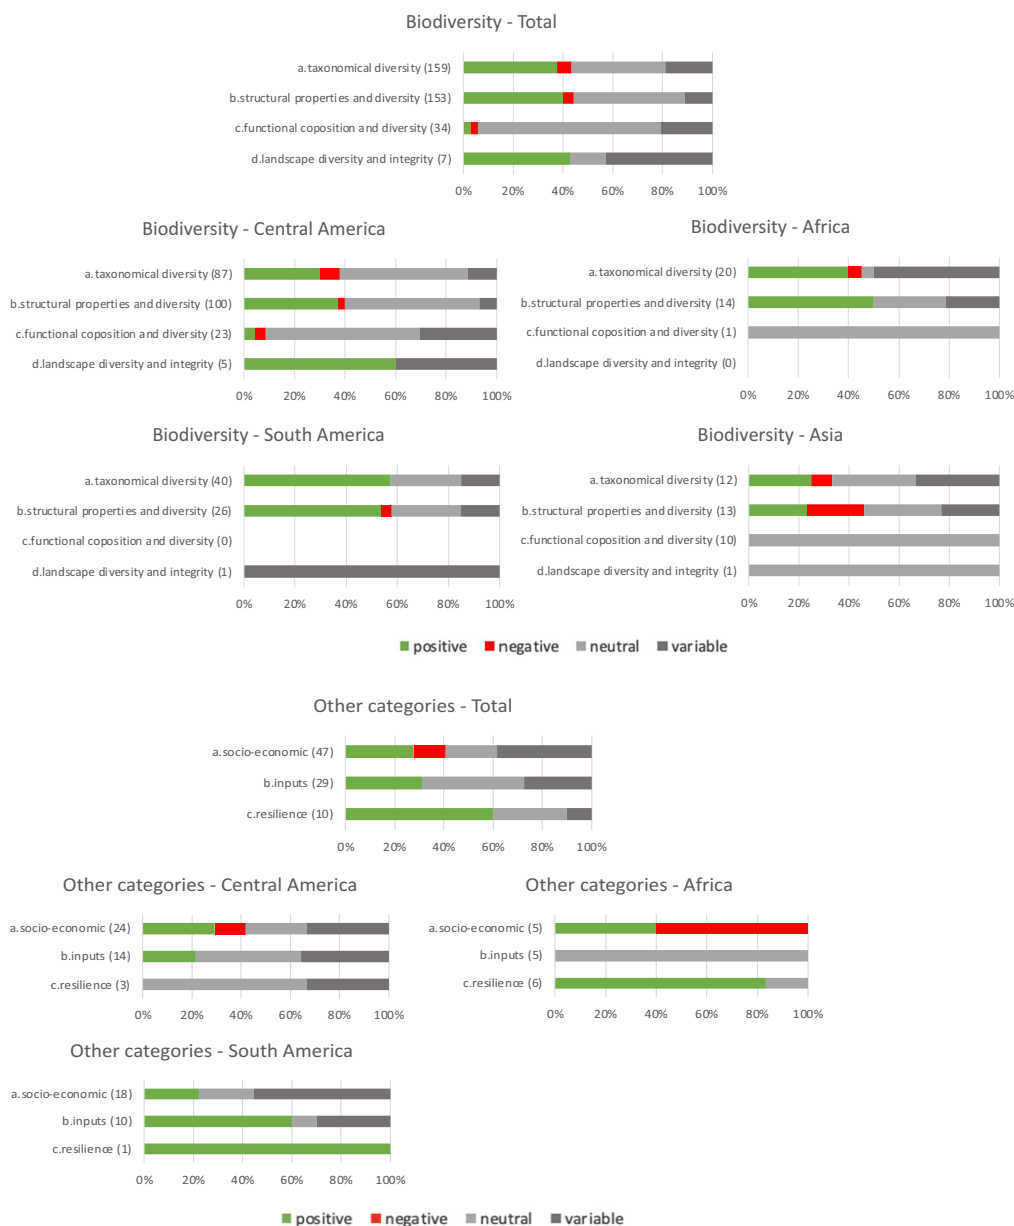 Biodiversity - Total
a.taxonomical diversity (159)
b.structural properties and diversity (153)
c.functional coposition and diversity (34)
d.landscape diversity and integrity (7)
0% 20% 40% 60% 80% 100%
Biodiversity - Central America
a.taxonomical diversity (87)
b.structural properties and diversity (100)
c.functional coposition and diversity (23)
d.landscape diversity and integrity (5)
0% 20% 40% 60% 80% 100%
Biodiversity - Africa
a.taxonomical diversity (20)
b.structural properties and diversity (14)
c.functional coposition and diversity (1)
d.landscape diversity and integrity (0)
0% 20% 40% 60% 80% 100%
Biodiversity - South America
a.taxonomical diversity (40)
b.structural properties and diversity (26)
c.functional coposition and diversity (0)
d.landscape diversity and integrity (1)
0% 20% 40% 60% 80% 100%
Biodiversity - Asia
a.taxonomical diversity (12)
b.structural properties and diversity (13)
c.functional coposition and diversity (10)
d.landscape diversity and integrity (1)
0% 20% 40% 60% 80% 100%
positive negative neutral variable
Other categories - Total
a.socio-economic (47)
b.inputs (29)
c.resilience (10)
0% 20% 40% 60% 80% 100%
Other categories - Central America
a.socio-economic (24)
b.inputs (14)
c.resilience (3)
0% 20% 40% 60% 80% 100%
Other categories - Africa
a.socio-economic (5)
b.inputs (5)
c.resilience (6)
0% 20% 40% 60% 80% 100%
Other categories - South America
a.socio-economic (18)
b.inputs (10)
c.resilience (1)
0% 20% 40% 60% 80% 100%
positive negative neutral variable